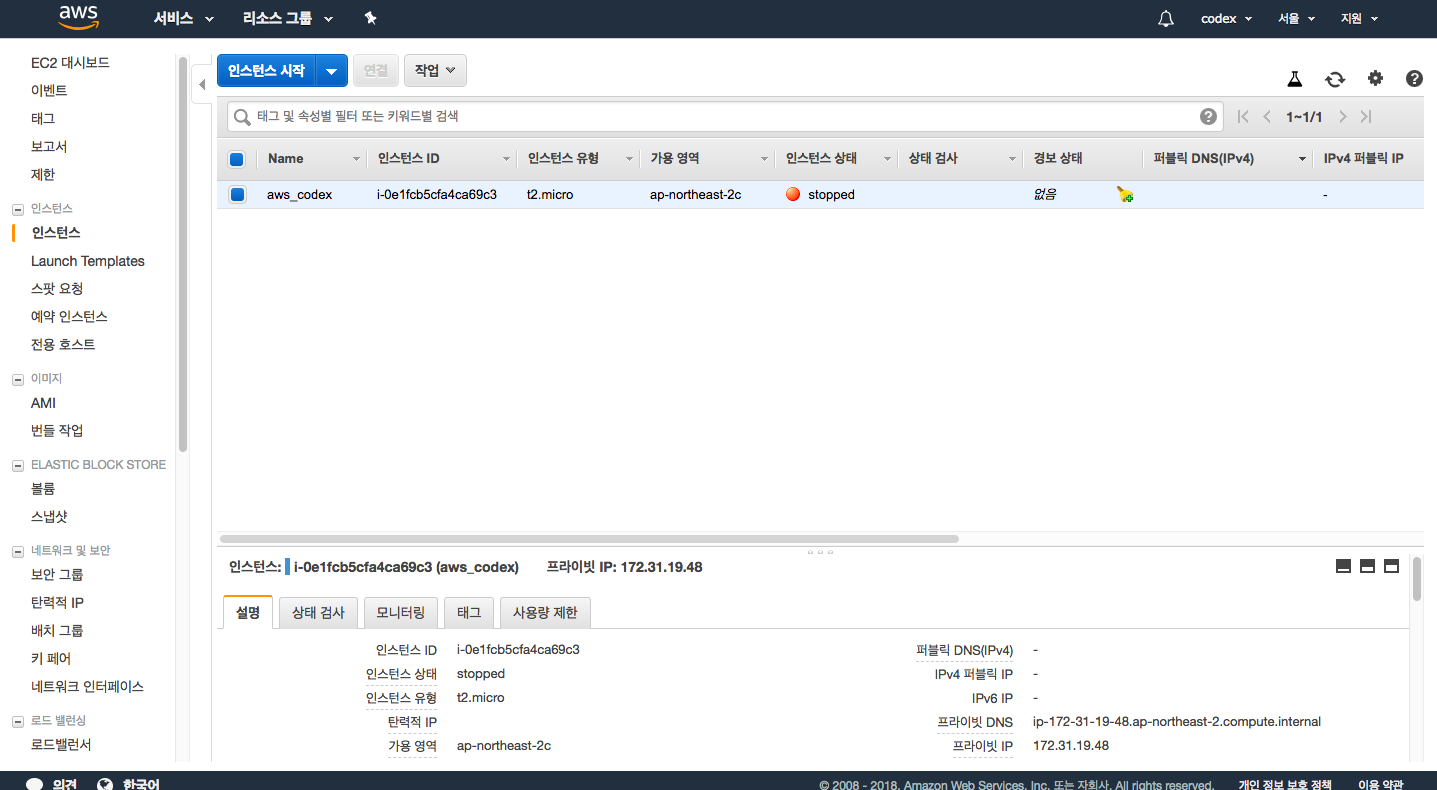 aws 서비스 리소스 그룹 codex 서울 지원
EC2 대시보드
이벤트
태그
보고서
제한
인스턴스
인스턴스
Launch Templates
스팟 요청
예약 인스턴스
전용 호스트
이미지
AMI
번들 작업
ELASTIC BLOCK STORE
볼륨
스냅샷
네트워크 및 보안
보안 그룹
탄력적 IP
배치 그룹
키 페어
네트워크 인터페이스
로드 밸런싱
로드밸런서
인스턴스 시작 연결 작업
태그 및 속성별 필터 또는 키워드별 검색 1~1/1
Name 인스턴스 ID 인스턴스 유형 가용 영역 인스턴스 상태 상태 검사 경보 상태 퍼블릭 DNS(IPv4) IPv4 퍼블릭 IP
aws_codex i-0e1fcb5cfa4ca69c3 t2.micro ap-northeast-2c stopped 없음 -
인스턴스: i-0e1fcb5cfa4ca69c3 (aws_codex) 프라이빗 IP: 172.31.19.48
설명 상태 검사 모니터링 태그 사용량 제한
인스턴스 ID i-0e1fcb5cfa4ca69c3 퍼블릭 DNS(IPv4) -
인스턴스 상태 stopped IPv4 퍼블릭 IP -
인스턴스 유형 t2.micro IPv6 IP -
탄력적 IP 프라이빗 DNS ip-172-31-19-48.ap-northeast-2.compute.internal
가용 영역 ap-northeast-2c 프라이빗 IP 172.31.19.48
의견 한국어 © 2008 - 2018, Amazon Web Services, Inc. 또는 자회사. All rights reserved. 개인 정보 보호 정책 이용 약관